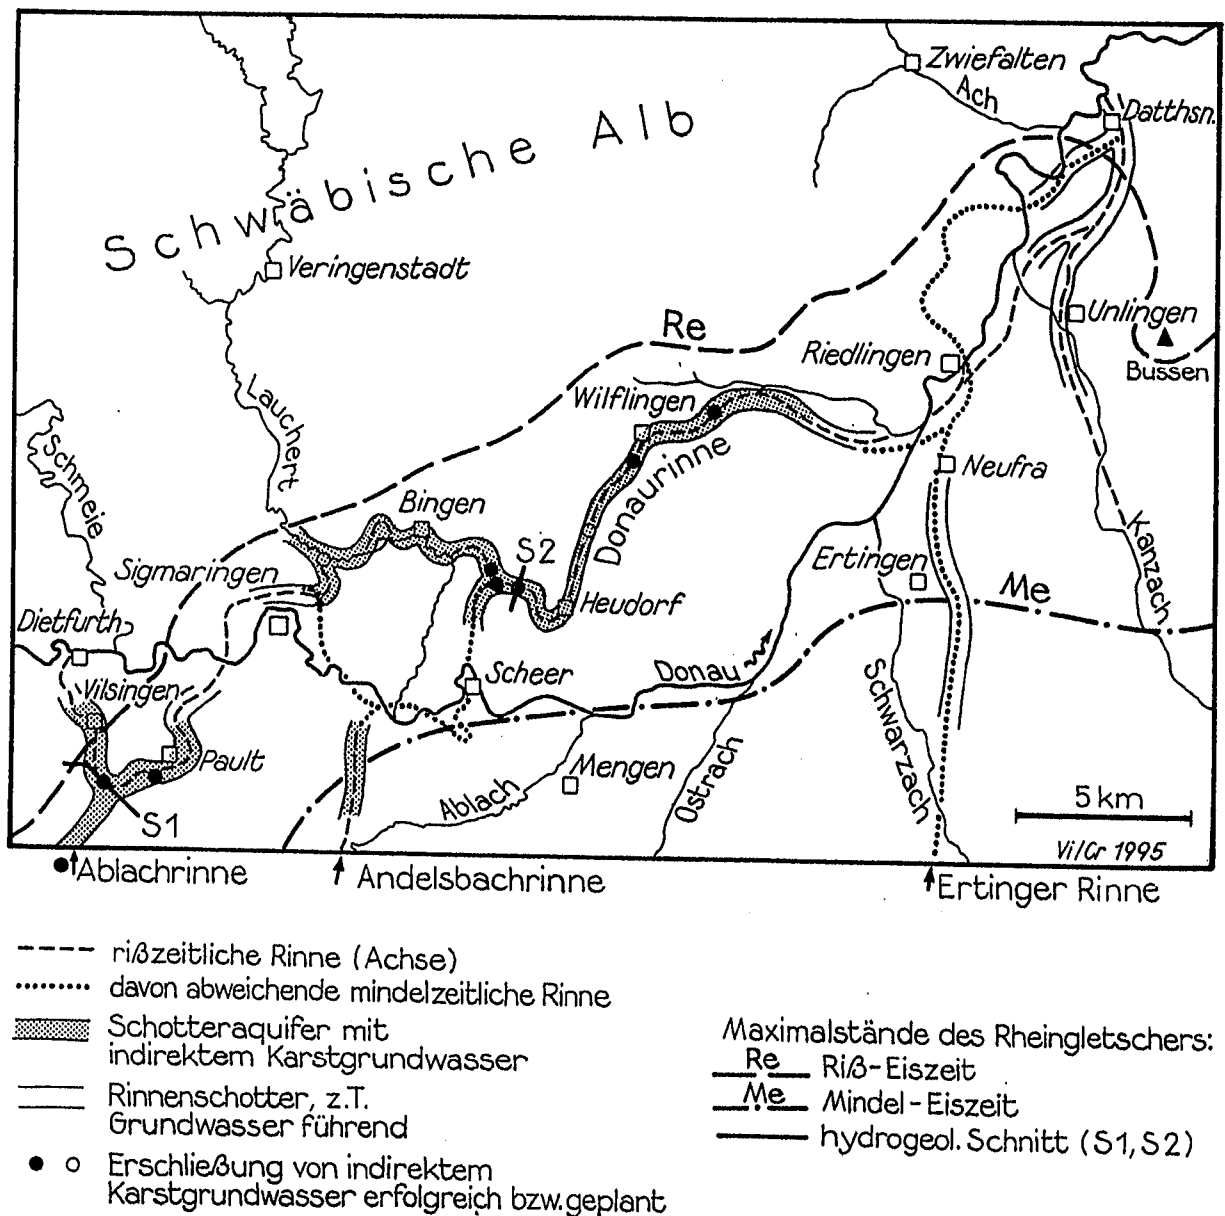 Zwiefalten
Ach
Datthsn.
Schwäbische Alb
Veringenstadt
Unlingen
Re
Riedlingen
Bussen
Lauchert
Wilflingen
Schmeie
Donaurinne
Neufra
Bingen
S2
Kanzach
Sigmaringen
Ertingen
Me
Heudorf
Dietfurth
Scheer
Donau
Vilsingen
Schwarzach
Pault
Mengen
Ostrach
Ablach
5 km
S1
Vi/Cr 1995
Ablachrinne
Andelsbachrinne
Ertinger Rinne
rißzeitliche Rinne (Achse)
davon abweichende mindelzeitliche Rinne
Schotteraquifer mit
indirektem Karstgrundwasser
Rinnenschotter, z.T.
Grundwasser führend
Erschließung von indirektem
Karstgrundwasser erfolgreich bzw. geplant
Maximalstände des Rheingletschers:
Re Riß-Eiszeit
Me Mindel-Eiszeit
hydrogeol. Schnitt (S1, S2)